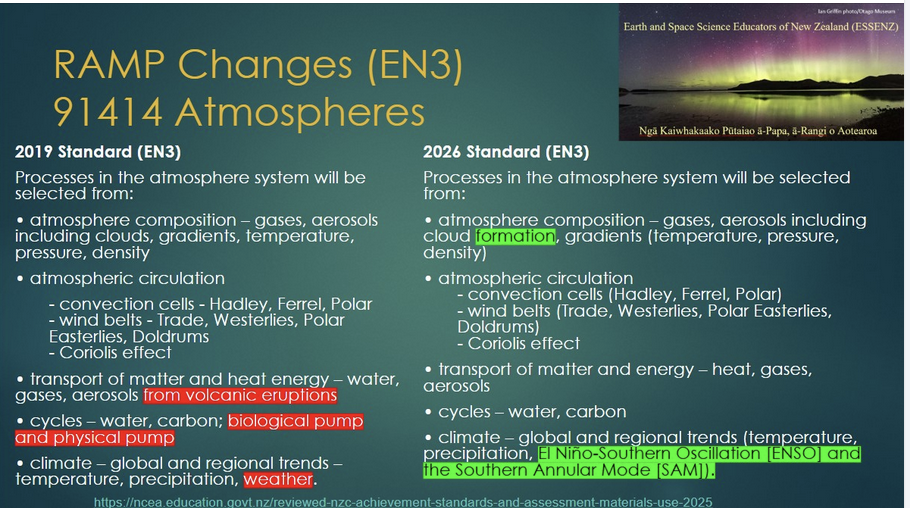 Ian Griffin photo/Otago Museum
Earth and Space Science Educators of New Zealand (ESSENZ)
Ngā Kaiwhakaako Pūtaiao ā-Papa, ā-Rangi o Aotearoa
RAMP Changes (EN3)
91414 Atmospheres
2019 Standard (EN3)
Processes in the atmosphere system will be
selected from:
• atmosphere composition – gases, aerosols
including clouds, gradients, temperature,
pressure, density
• atmospheric circulation
- convection cells - Hadley, Ferrel, Polar
- wind belts - Trade, Westerlies, Polar
Easterlies, Doldrums
- Coriolis effect
• transport of matter and heat energy – water,
gases, aerosols from volcanic eruptions
• cycles – water, carbon; biological pump
and physical pump
• climate – global and regional trends –
temperature, precipitation, weather.
2026 Standard (EN3)
Processes in the atmosphere system will be selected
from:
• atmosphere composition – gases, aerosols including
cloud formation, gradients (temperature, pressure,
density)
• atmospheric circulation
- convection cells (Hadley, Ferrel, Polar)
- wind belts (Trade, Westerlies, Polar Easterlies,
Doldrums)
- Coriolis effect
• transport of matter and energy – heat, gases,
aerosols
• cycles – water, carbon
• climate – global and regional trends (temperature,
precipitation, El Niño-Southern Oscillation [ENSO] and
the Southern Annular Mode [SAM]).
https://ncea.education.govt.nz/reviewed-nzc-achievement-standards-and-assessment-materials-use-2025